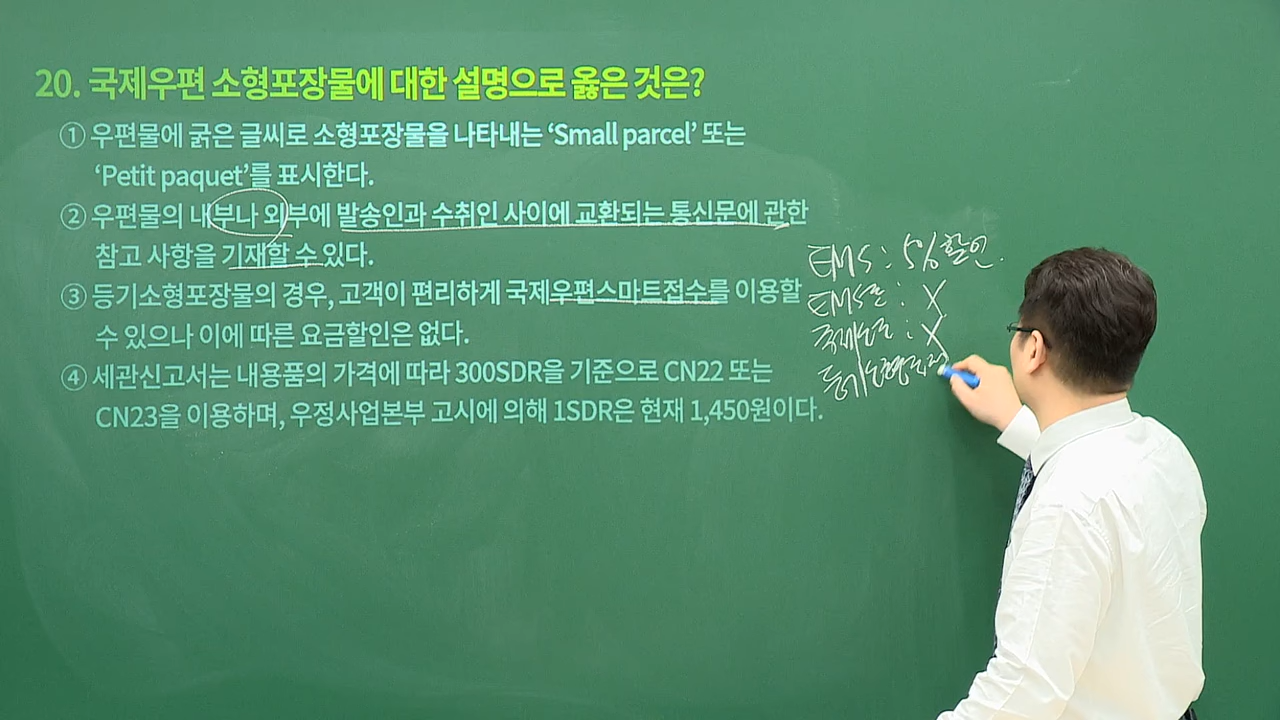 20. 국제우편 소형포장물에 대한 설명으로 옳은 것은?
① 우편물에 굵은 글씨로 소형포장물을 나타내는 ‘Small parcel’ 또는
‘Petit paquet’를 표시한다.
② 우편물의 내부나 외부에 발송인과 수취인 사이에 교환되는 통신문에 관한
참고 사항을 기재할 수 있다.
③ 등기소형포장물의 경우, 고객이 편리하게 국제우편스마트접수를 이용할
수 있으나 이에 따른 요금할인은 없다.
④ 세관신고서는 내용품의 가격에 따라 300SDR을 기준으로 CN22 또는
CN23을 이용하며, 우정사업본부 고시에 의해 1SDR은 현재 1,450원이다.
EMS : 5% 할인.
EMS프 : X
국제소포 : X
등기소형포장